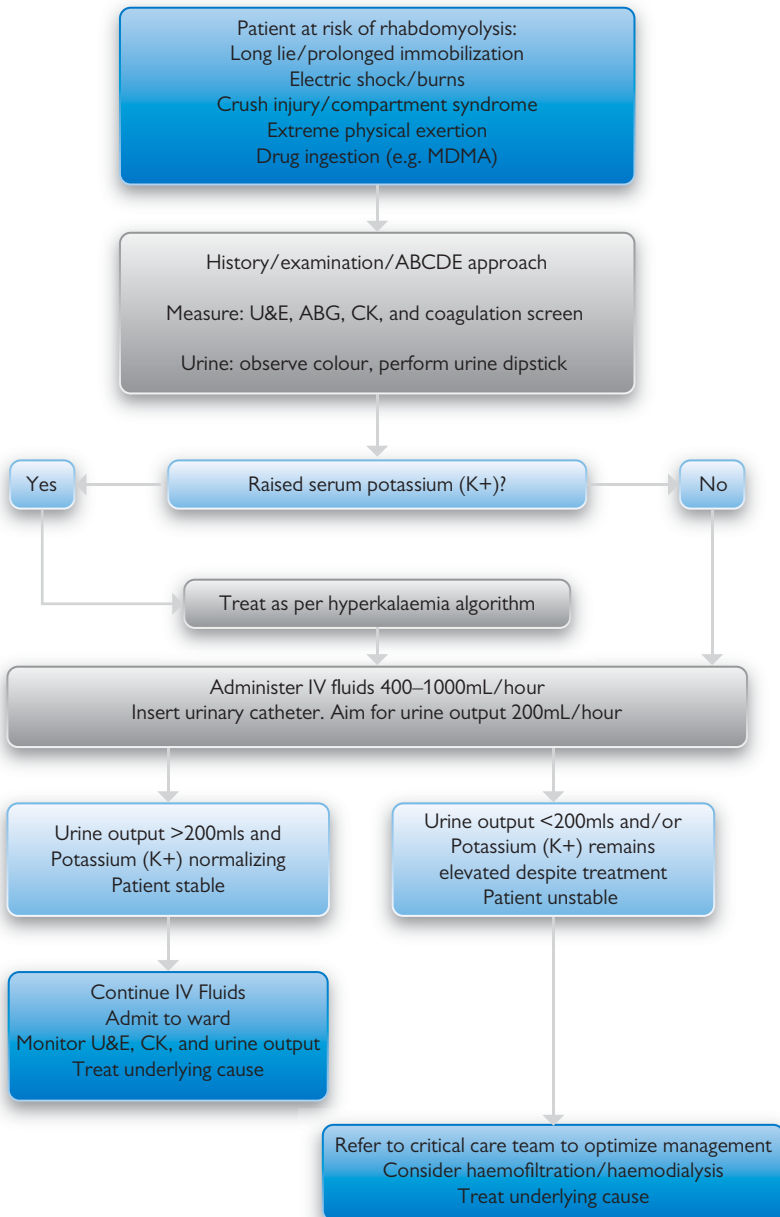 Patient at risk of rhabdomyolysis:
Long lie/prolonged immobilization
Electric shock/burns
Crush injury/compartment syndrome
Extreme physical exertion
Drug ingestion (e.g. MDMA)
History/examination/ABCDE approach
Measure: U&E, ABG, CK, and coagulation screen
Urine: observe colour, perform urine dipstick
Yes
Raised serum potassium (K+)?
No
Treat as per hyperkalaemia algorithm
Administer IV fluids 400–1000mL/hour
Insert urinary catheter. Aim for urine output 200mL/hour
Urine output >200mls and
Potassium (K+) normalizing
Patient stable
Urine output <200mls and/or
Potassium (K+) remains
elevated despite treatment
Patient unstable
Continue IV Fluids
Admit to ward
Monitor U&E, CK, and urine output
Treat underlying cause
Refer to critical care team to optimize management
Consider haemofiltration/haemodialysis
Treat underlying cause